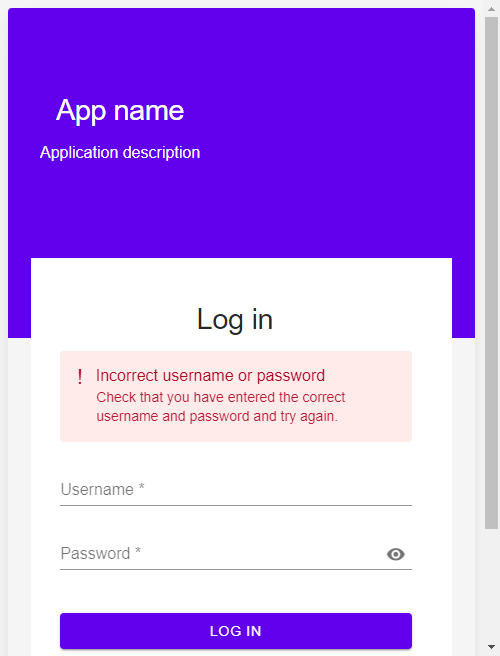 App name
Application description
Log in
! Incorrect username or password
Check that you have entered the correct
username and password and try again.
Username *
Password *
LOG IN